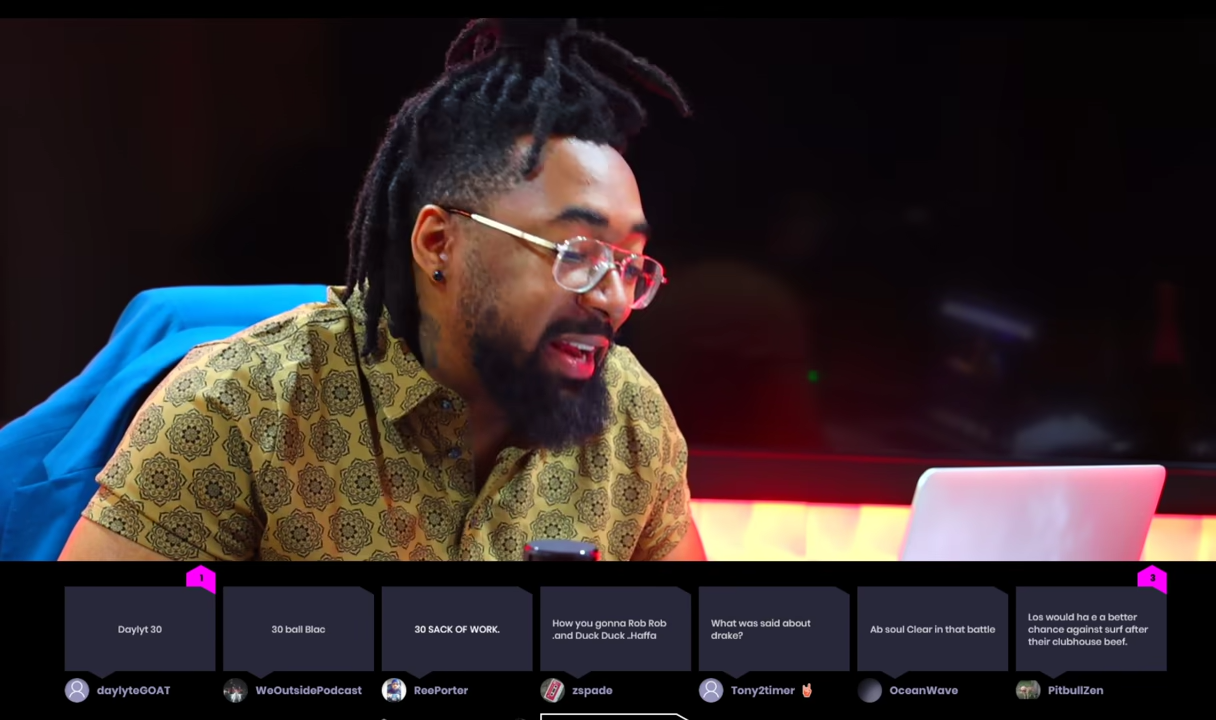 1
3
Daylyt 30
30 ball Blac
30 SACK OF WORK.
How you gonna Rob Rob
.and Duck Duck ..Haffa
What was said about
drake?
Ab soul Clear in that battle
Los would ha e a better
chance against surf after
their clubhouse beef.
daylyteGOAT
WeOutsidePodcast
ReePorter
zspade
Tony2timer 🤘🏼
OceanWave
PitbullZen